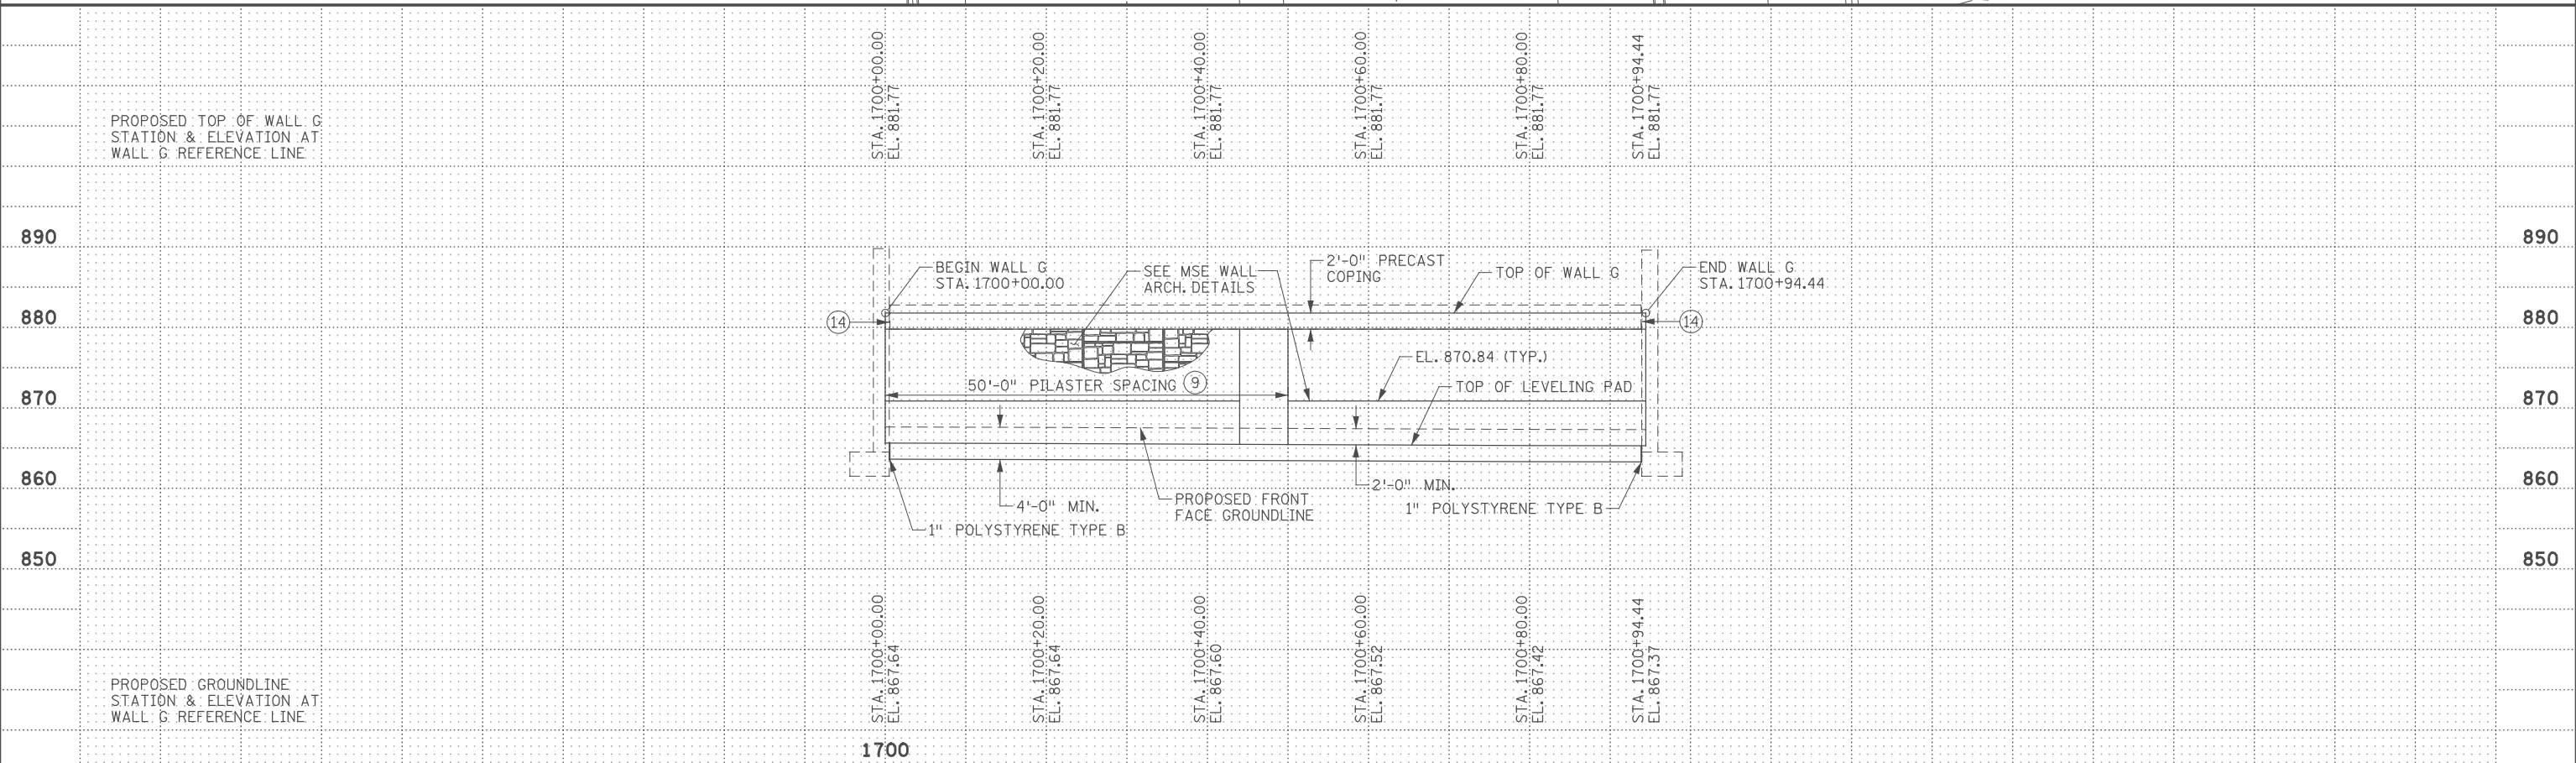 STA. 1700+00.00
EL. 881.77
STA. 1700+20.00
EL. 881.77
STA. 1700+40.00
EL. 881.77
STA. 1700+60.00
EL. 881.77
STA. 1700+80.00
EL. 881.77
STA. 1700+94.44
EL. 881.77
PROPOSED TOP OF WALL G
STATION & ELEVATION AT
WALL G REFERENCE LINE
890
890
BEGIN WALL G
STA. 1700+00.00
SEE MSE WALL
ARCH. DETAILS
2'-0" PRECAST
COPING
TOP OF WALL G
END WALL G
STA. 1700+94.44
880
14
14
880
EL. 870.84 (TYP.)
50'-0" PILASTER SPACING 9
TOP OF LEVELING PAD
870
870
860
860
2'-0" MIN.
4'-0" MIN.
PROPOSED FRONT
FACE GROUNDLINE
1" POLYSTYRENE TYPE B
1" POLYSTYRENE TYPE B
850
850
STA. 1700+00.00
EL. 867.64
STA. 1700+20.00
EL. 867.64
STA. 1700+40.00
EL. 867.60
STA. 1700+60.00
EL. 867.52
STA. 1700+80.00
EL. 867.42
STA. 1700+94.44
EL. 867.37
PROPOSED GROUNDLINE
STATION & ELEVATION AT
WALL G REFERENCE LINE
1700